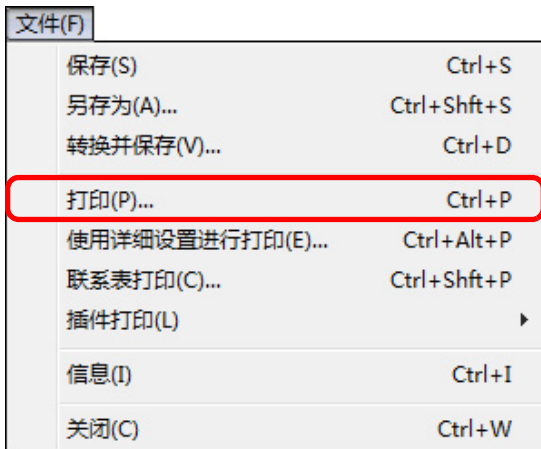 文件(F)
保存(S) Ctrl+S
另存为(A)... Ctrl+Shft+S
转换并保存(V)... Ctrl+D
打印(P)... Ctrl+P
使用详细设置进行打印(E)... Ctrl+Alt+P
联系表打印(C)... Ctrl+Shft+P
插件打印(L)
信息(I) Ctrl+I
关闭(C) Ctrl+W